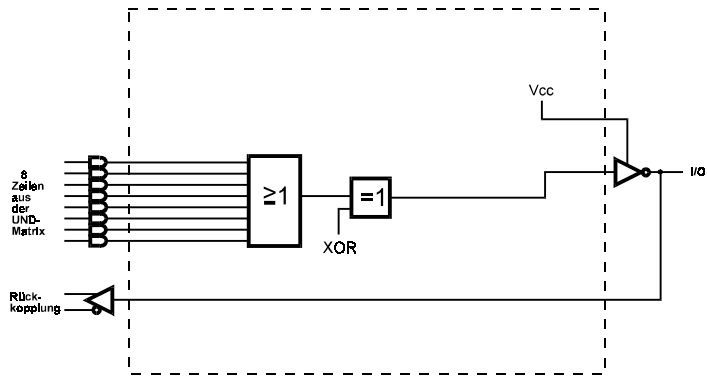 Vcc
I/O
8
Zeilen
aus
der
UND-
Matrix
≥1
=1
XOR
Rück-
kopplung